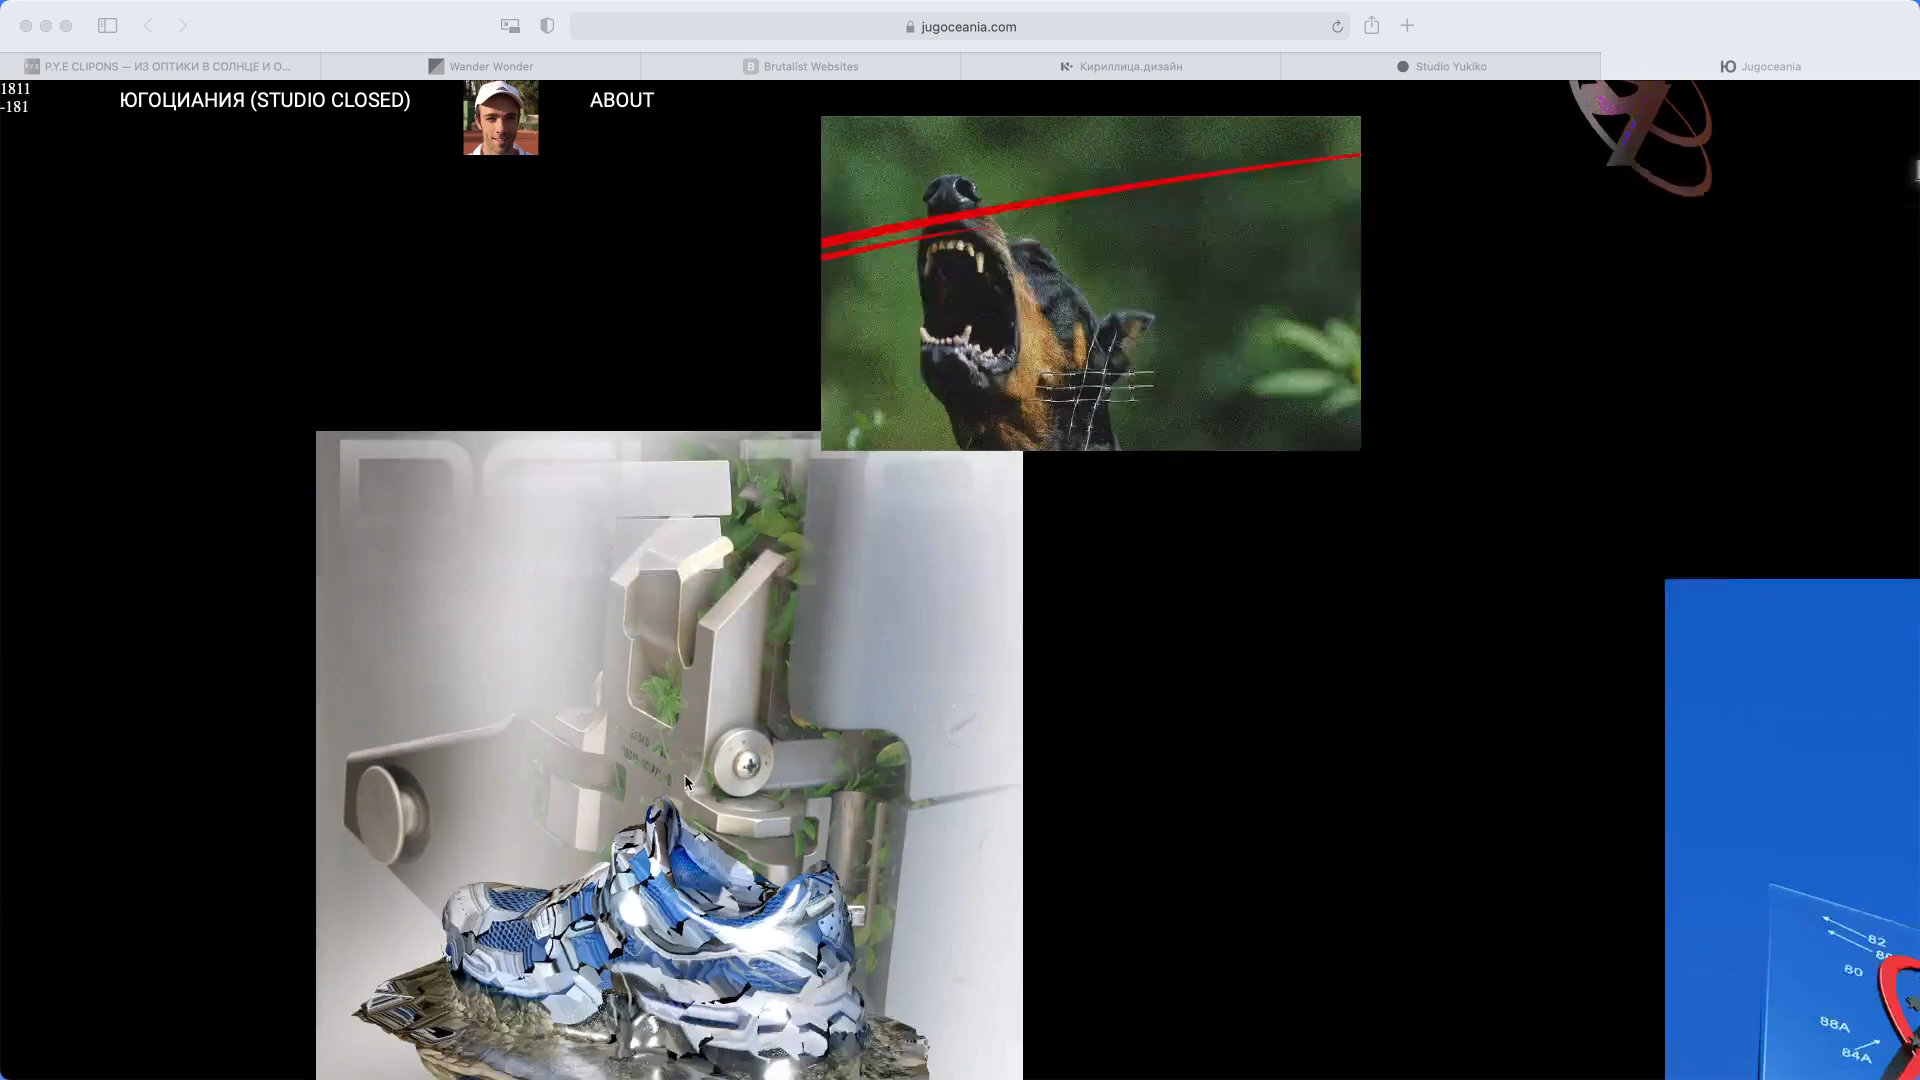 jugoceania.com
P.Y.E CLIPONS — ИЗ ОПТИКИ В СОЛНЦЕ И О...
Wander Wonder
B Brutalist Websites
К• Кириллица.дизайн
Studio Yukiko
Ю Jugoceania
1811
-181
ЮГОЦИАНИЯ (STUDIO CLOSED)
ABOUT
82
80
88A
84A